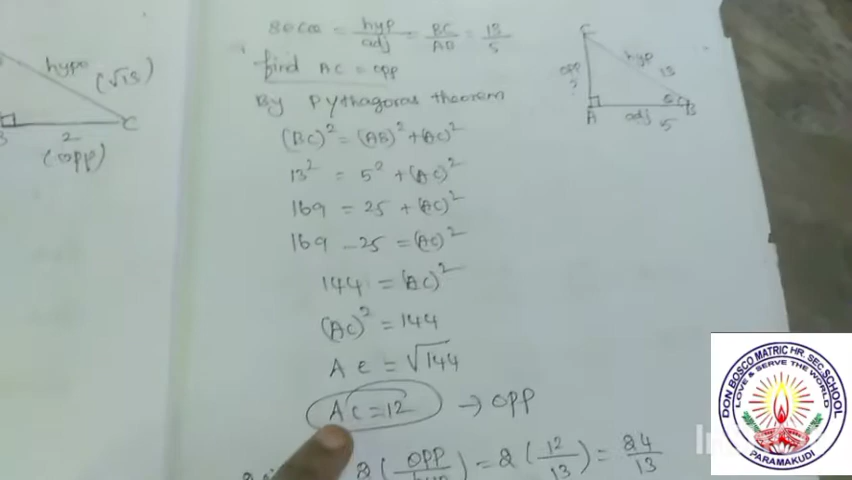 secθ = hyp/adj = BC/AB = 13/5
find AC = opp
By Pythagoras theorem
(BC)² = (AB)² + (AC)²
13² = 5² + (AC)²
169 = 25 + (AC)²
169 - 25 = (AC)²
144 = (AC)²
(AC)² = 144
AC = √144
AC = 12 → opp
2(opp/hyp) = 2(12/13) = 24/13
hypo
(√13)
C
2
(opp)
C
hyp
13
opp
?
θ
A
adj
B
5
DON BOSCO MATRIC HR. SEC. SCHOOL
LOVE & SERVE THE WORLD
PARAMAKUDI